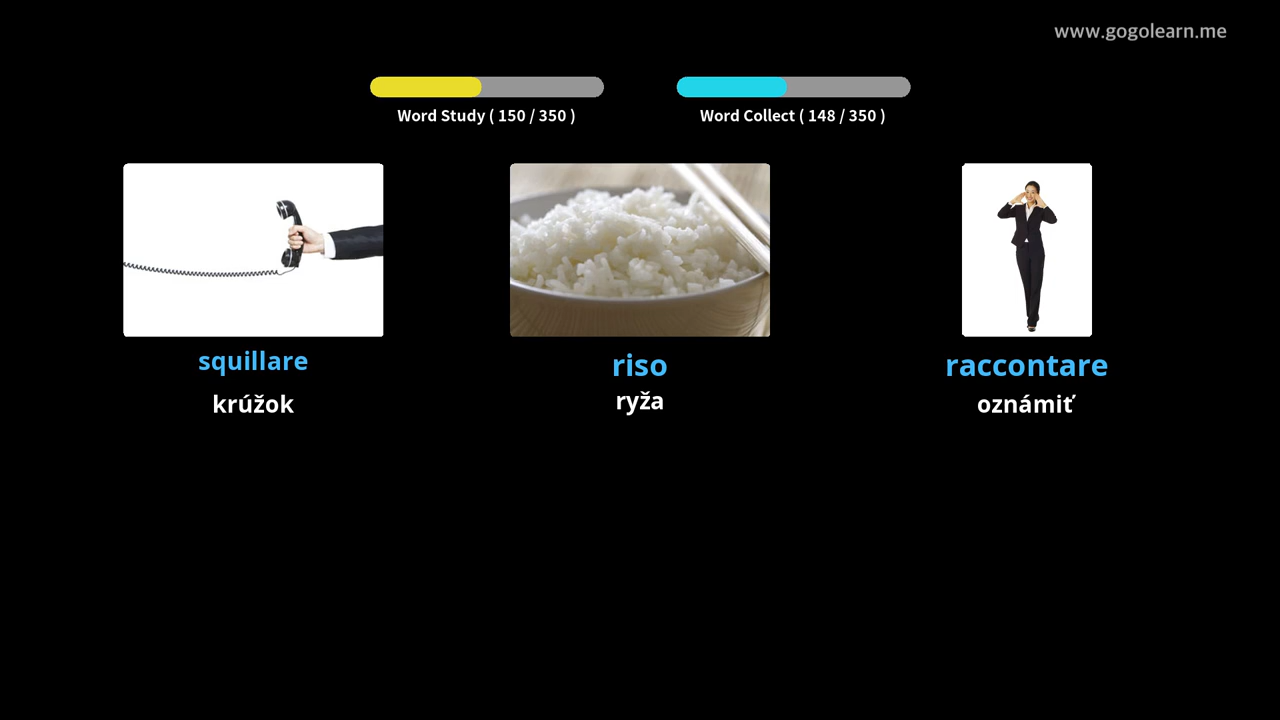 www.gogolearn.me
Word Study ( 150 / 350 )
Word Collect ( 148 / 350 )
squillare
krúžok
riso
ryža
raccontare
oznámiť